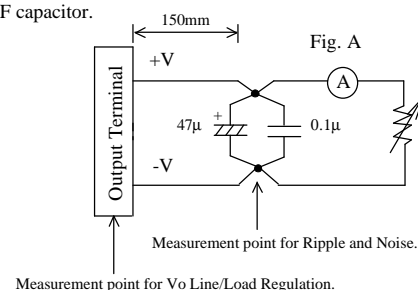 F capacitor.
150mm
Fig. A
+V
A
Output Terminal
+
47μ
0.1μ
-V
Measurement point for Ripple and Noise.
Measurement point for Vo Line/Load Regulation.